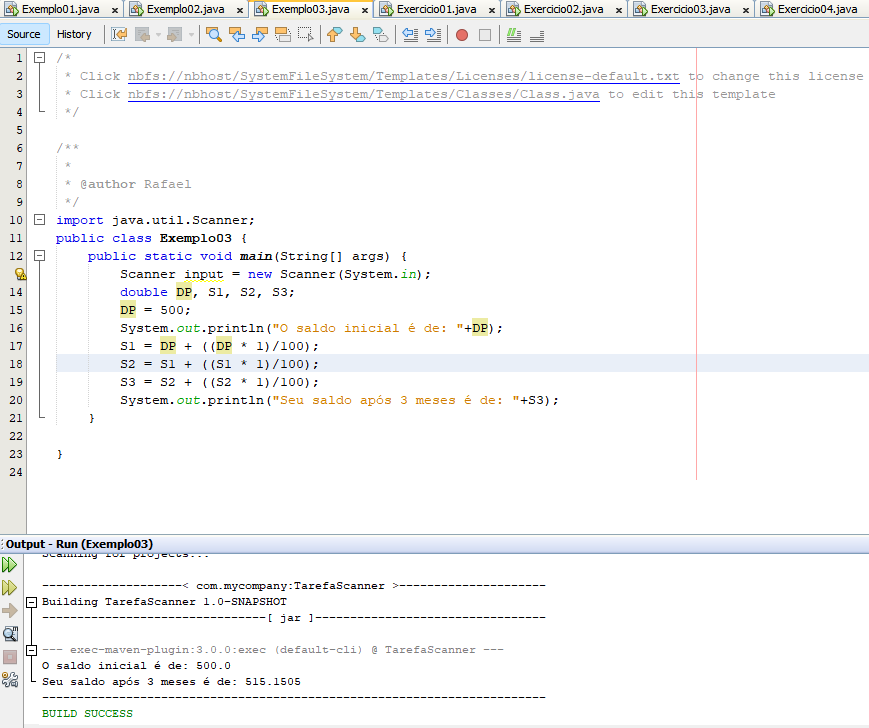 Exemplo01.java Exemplo02.java Exemplo03.java Exercicio01.java Exercicio02.java Exercicio03.java Exercicio04.java
Source History
1 /*
2 * Click nbfs://nbhost/SystemFileSystem/Templates/Licenses/license-default.txt to change this license
3 * Click nbfs://nbhost/SystemFileSystem/Templates/Classes/Class.java to edit this template
4 */
5
6 /**
7 *
8 * @author Rafael
9 */
10 import java.util.Scanner;
11 public class Exemplo03 {
12 public static void main(String[] args) {
Scanner input = new Scanner(System.in);
14 double DP, S1, S2, S3;
15 DP = 500;
16 System.out.println("O saldo inicial é de: "+DP);
17 S1 = DP + ((DP * 1)/100);
18 S2 = S1 + ((S1 * 1)/100);
19 S3 = S2 + ((S2 * 1)/100);
20 System.out.println("Seu saldo após 3 meses é de: "+S3);
21 }
22
23 }
24
Output - Run (Exemplo03)
Scanning for projects...
--------------------< com.mycompany:TarefaScanner >---------------------
Building TarefaScanner 1.0-SNAPSHOT
--------------------------------[ jar ]---------------------------------
--- exec-maven-plugin:3.0.0:exec (default-cli) @ TarefaScanner ---
O saldo inicial é de: 500.0
Seu saldo após 3 meses é de: 515.1505
------------------------------------------------------------------------
BUILD SUCCESS